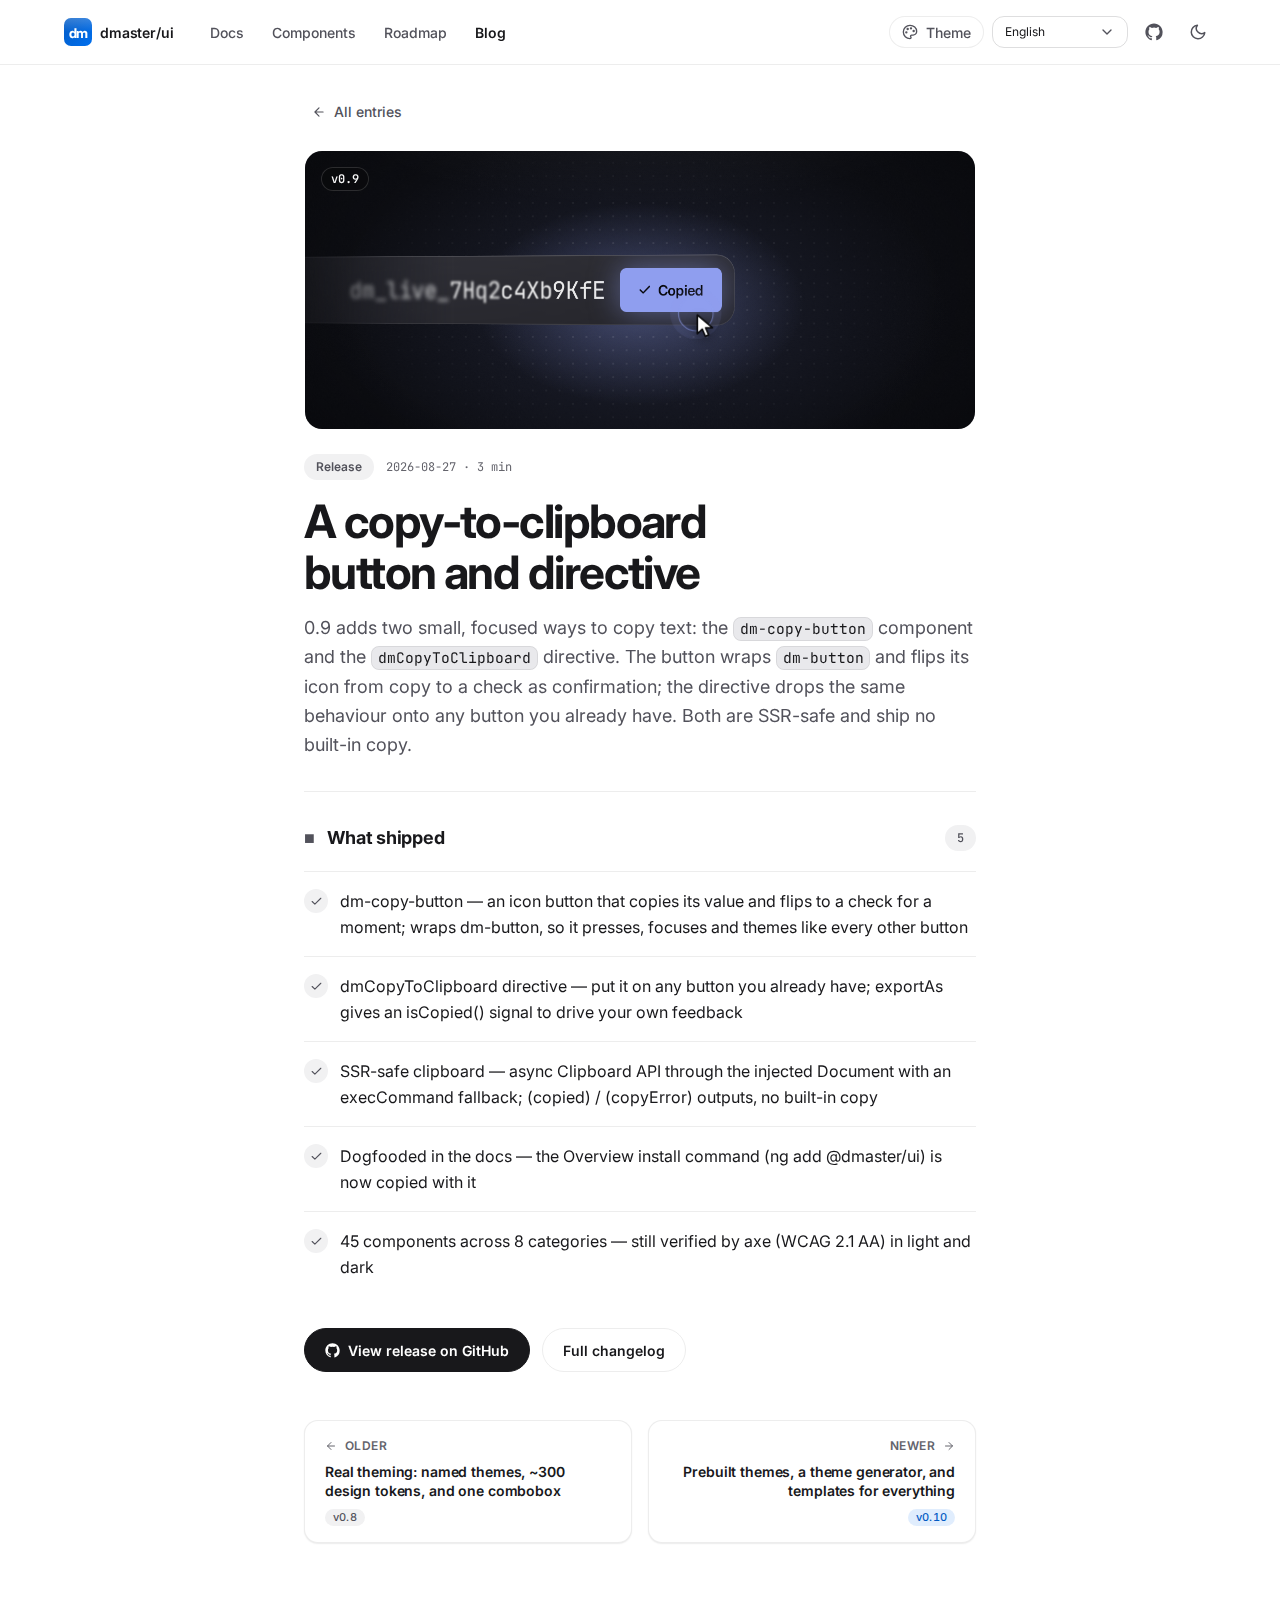 dm dmaster/ui Docs Components Roadmap Blog Theme English
All entries
v0.9
dm_live_7Hq2c4Xb9KfE Copied
Release 2026-08-27 · 3 min
A copy-to-clipboard
button and directive
0.9 adds two small, focused ways to copy text: the dm-copy-button component
and the dmCopyToClipboard directive. The button wraps dm-button and flips its
icon from copy to a check as confirmation; the directive drops the same
behaviour onto any button you already have. Both are SSR-safe and ship no
built-in copy.
What shipped 5
dm-copy-button — an icon button that copies its value and flips to a check for a
moment; wraps dm-button, so it presses, focuses and themes like every other button
dmCopyToClipboard directive — put it on any button you already have; exportAs
gives an isCopied() signal to drive your own feedback
SSR-safe clipboard — async Clipboard API through the injected Document with an
execCommand fallback; (copied) / (copyError) outputs, no built-in copy
Dogfooded in the docs — the Overview install command (ng add @dmaster/ui) is
now copied with it
45 components across 8 categories — still verified by axe (WCAG 2.1 AA) in light and
dark
View release on GitHub Full changelog
OLDER
Real theming: named themes, ~300
design tokens, and one combobox
v0.8
NEWER
Prebuilt themes, a theme generator, and
templates for everything
v0.10